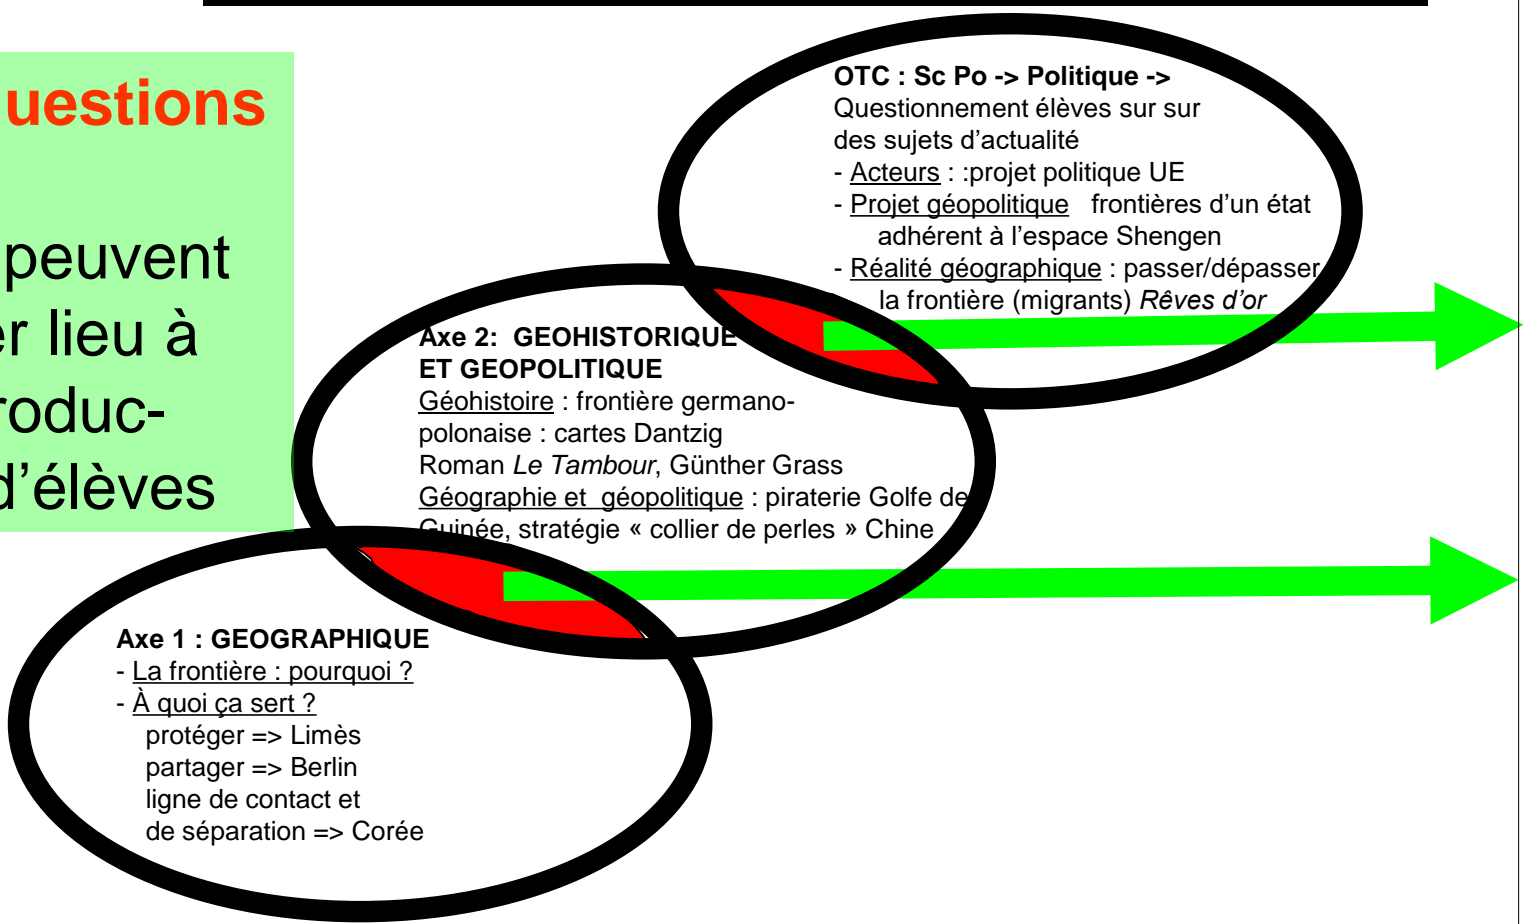 uestions
peuvent
er lieu à
roduc-
d’élèves
OTC : Sc Po -> Politique ->
Questionnement élèves sur sur
des sujets d’actualité
- Acteurs : :projet politique UE
- Projet géopolitique frontières d’un état
adhérent à l’espace Shengen
- Réalité géographique : passer/dépasser
la frontière (migrants) Rêves d’or
Axe 2: GEOHISTORIQUE
ET GEOPOLITIQUE
Géohistoire : frontière germano-
polonaise : cartes Dantzig
Roman Le Tambour, Günther Grass
Géographie et géopolitique : piraterie Golfe de
Guinée, stratégie « collier de perles » Chine
Axe 1 : GEOGRAPHIQUE
- La frontière : pourquoi ?
- À quoi ça sert ?
protéger => Limès
partager => Berlin
ligne de contact et
de séparation => Corée